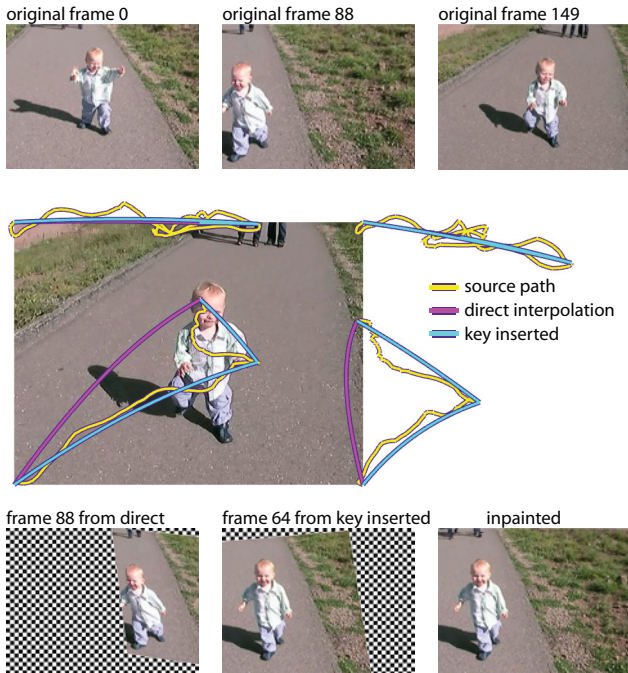 original frame 0
original frame 88
original frame 149
source path
direct interpolation
key inserted
frame 88 from direct
frame 64 from key inserted
inpainted